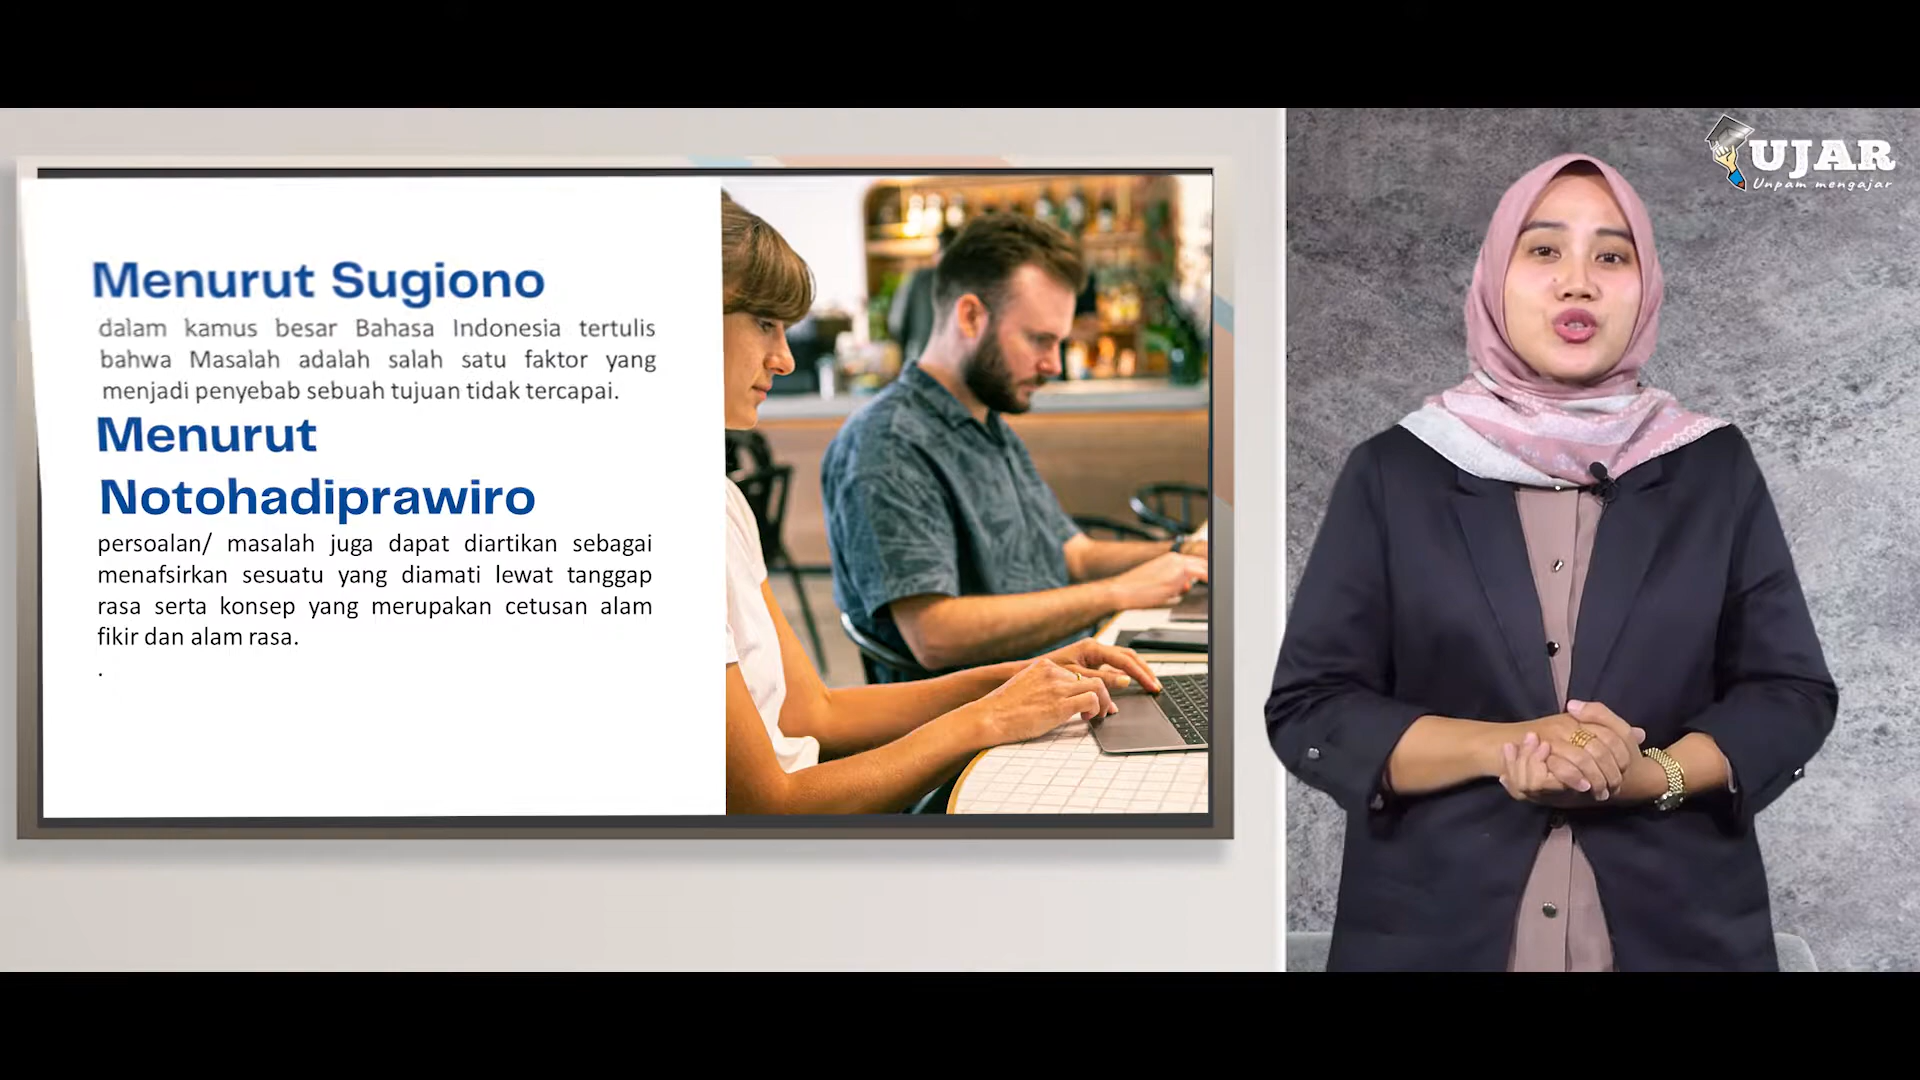 Menurut Sugiono
dalam kamus besar Bahasa Indonesia tertulis
bahwa Masalah adalah salah satu faktor yang
menjadi penyebab sebuah tujuan tidak tercapai.
Menurut
Notohadiprawiro
persoalan/ masalah juga dapat diartikan sebagai
menafsirkan sesuatu yang diamati lewat tanggap
rasa serta konsep yang merupakan cetusan alam
fikir dan alam rasa.
.
UJAR
Unpam mengajar